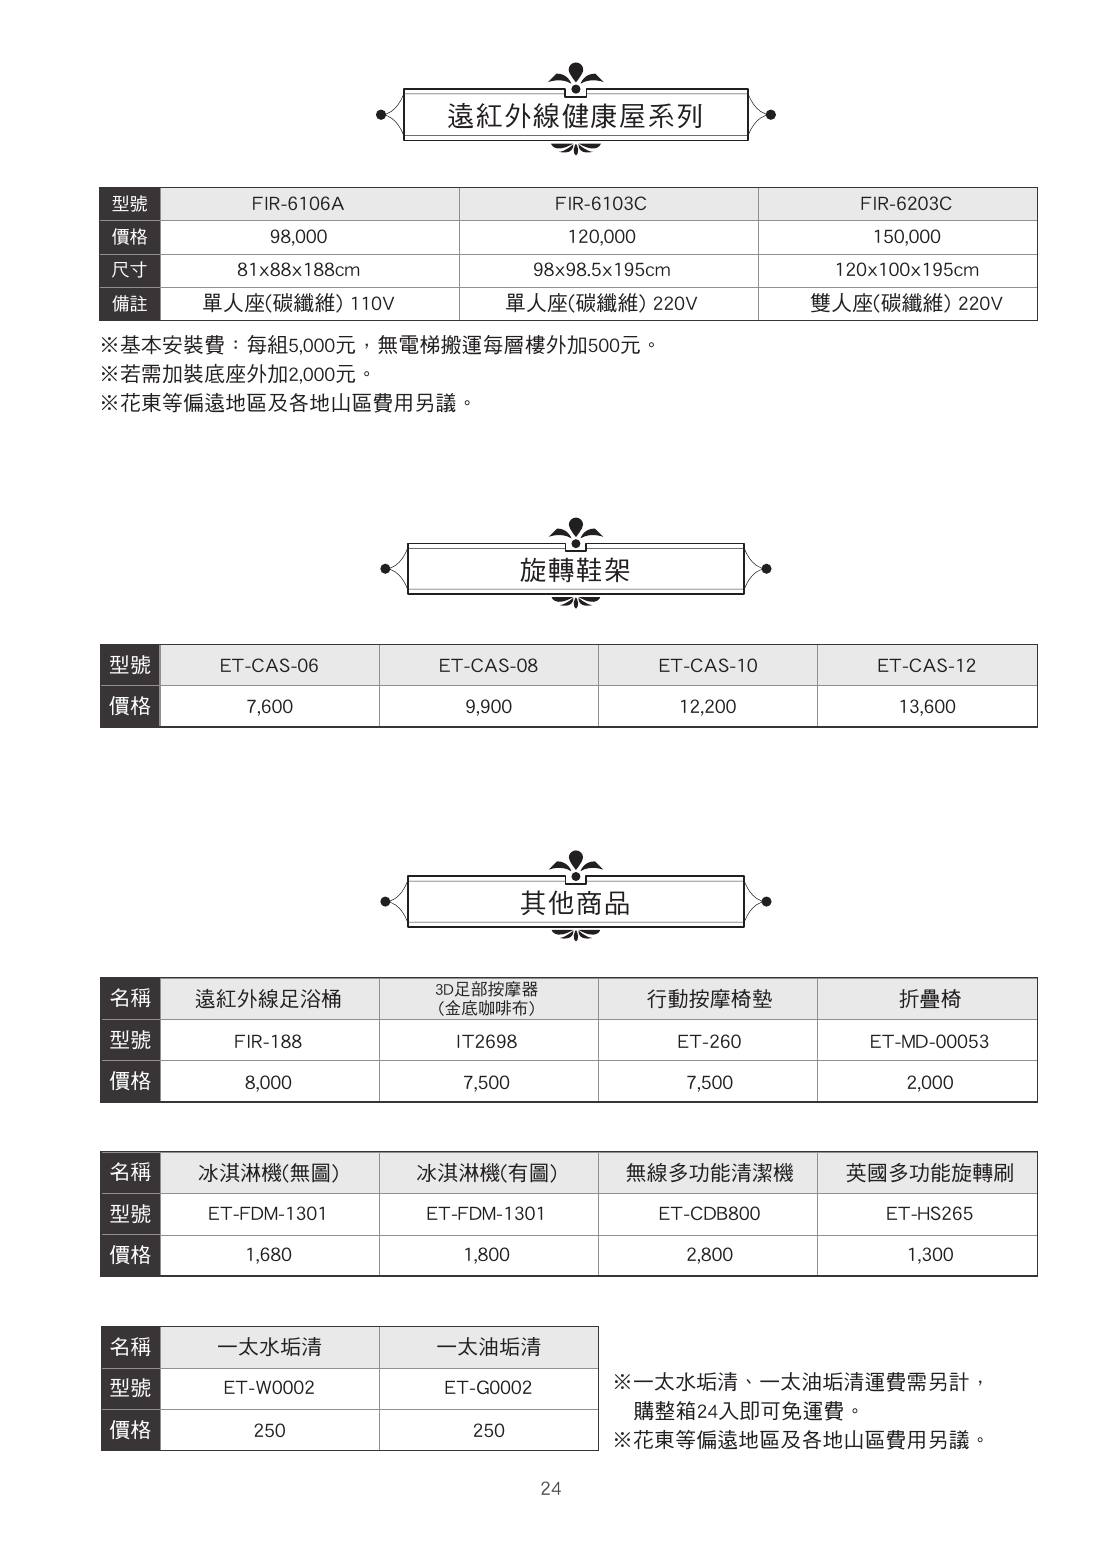 遠紅外線健康屋系列
型號 FIR-6106A FIR-6103C FIR-6203C
價格 98,000 120,000 150,000
尺寸 81x88x188cm 98x98.5x195cm 120x100x195cm
備註 單人座(碳纖維) 110V 單人座(碳纖維) 220V 雙人座(碳纖維) 220V
※基本安裝費：每組5,000元，無電梯搬運每層樓外加500元。
※若需加裝底座外加2,000元。
※花東等偏遠地區及各地山區費用另議。
旋轉鞋架
型號 ET-CAS-06 ET-CAS-08 ET-CAS-10 ET-CAS-12
價格 7,600 9,900 12,200 13,600
其他商品
名稱 遠紅外線足浴桶 3D足部按摩器 (金底咖啡布) 行動按摩椅墊 折疊椅
型號 FIR-188 IT2698 ET-260 ET-MD-00053
價格 8,000 7,500 7,500 2,000
名稱 冰淇淋機(無圖) 冰淇淋機(有圖) 無線多功能清潔機 英國多功能旋轉刷
型號 ET-FDM-1301 ET-FDM-1301 ET-CDB800 ET-HS265
價格 1,680 1,800 2,800 1,300
名稱 一太水垢清 一太油垢清
型號 ET-W0002 ET-G0002
價格 250 250
※一太水垢清、一太油垢清運費需另計，
購整箱24入即可免運費。
※花東等偏遠地區及各地山區費用另議。
24